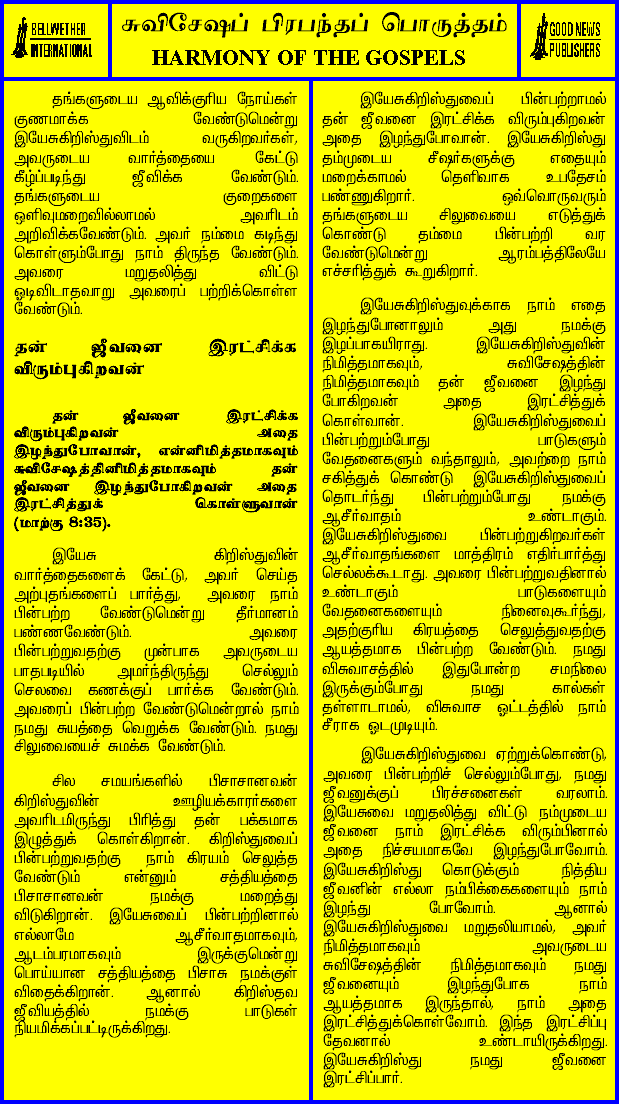 BELLWETHER
INTERNATIONAL
சுவிசேஷப் பிரபந்தப் பொருத்தம்
HARMONY OF THE GOSPELS
GOOD NEWS
PUBLISHERS
தங்களுடைய ஆவிக்குரிய நோய்கள்
குணமாக்க வேண்டுமென்று
இயேசுகிறிஸ்துவிடம் வருகிறவர்கள்,
அவருடைய வார்த்தையை கேட்டு
கீழ்ப்படிந்து ஜீவிக்க வேண்டும்.
தங்களுடைய குறைகளை
ஒளிவுமறைவில்லாமல் அவரிடம்
அறிவிக்கவேண்டும். அவர் நம்மை கடிந்து
கொள்ளும்போது நாம் திருந்த வேண்டும்.
அவரை மறுதலித்து விட்டு
ஓடிவிடாதவாறு அவரைப் பற்றிக்கொள்ள
வேண்டும்.
தன் ஜீவனை இரட்சிக்க
விரும்புகிறவன்
தன் ஜீவனை இரட்சிக்க
விரும்புகிறவன் அதை
இழந்துபோவான், என்னிமித்தமாகவும்
சுவிசேஷத்தினிமித்தமாகவும் தன்
ஜீவனை இழந்துபோகிறவன் அதை
இரட்சித்துக் கொள்ளுவான்
(மாற்கு 8:35).
இயேசு கிறிஸ்துவின்
வார்த்தைகளைக் கேட்டு, அவர் செய்த
அற்புதங்களைப் பார்த்து, அவரை நாம்
பின்பற்ற வேண்டுமென்று தீர்மானம்
பண்ணவேண்டும். அவரை
பின்பற்றுவதற்கு முன்பாக அவருடைய
பாதபடியில் அமர்ந்திருந்து செல்லும்
செலவை கணக்குப் பார்க்க வேண்டும்.
அவரைப் பின்பற்ற வேண்டுமென்றால் நாம்
நமது சுயத்தை வெறுக்க வேண்டும். நமது
சிலுவையைச் சுமக்க வேண்டும்.
சில சமயங்களில் பிசாசானவன்
கிறிஸ்துவின் ஊழியக்காரர்களை
அவரிடமிருந்து பிரித்து தன் பக்கமாக
இழுத்துக் கொள்கிறான். கிறிஸ்துவைப்
பின்பற்றுவதற்கு நாம் கிரயம் செலுத்த
வேண்டும் என்னும் சத்தியத்தை
பிசாசானவன் நமக்கு மறைத்து
விடுகிறான். இயேசுவைப் பின்பற்றினால்
எல்லாமே ஆசீர்வாதமாகவும்,
ஆடம்பரமாகவும் இருக்குமென்று
பொய்யான சத்தியத்தை பிசாசு நமக்குள்
விதைக்கிறான். ஆனால் கிறிஸ்தவ
ஜீவியத்தில் நமக்கு பாடுகள்
நியமிக்கப்பட்டிருக்கிறது.
இயேசுகிறிஸ்துவைப் பின்பற்றாமல்
தன் ஜீவனை இரட்சிக்க விரும்புகிறவன்
அதை இழந்துபோவான். இயேசுகிறிஸ்து
தம்முடைய சீஷர்களுக்கு எதையும்
மறைக்காமல் தெளிவாக உபதேசம்
பண்ணுகிறார். ஒவ்வொருவரும்
தங்களுடைய சிலுவையை எடுத்துக்
கொண்டு தம்மை பின்பற்றி வர
வேண்டுமென்று ஆரம்பத்திலேயே
எச்சரித்துக் கூறுகிறார்.
இயேசுகிறிஸ்துவுக்காக நாம் எதை
இழந்துபோனாலும் அது நமக்கு
இழப்பாகயிராது. இயேசுகிறிஸ்துவின்
நிமித்தமாகவும், சுவிசேஷத்தின்
நிமித்தமாகவும் தன் ஜீவனை இழந்து
போகிறவன் அதை இரட்சித்துக்
கொள்வான். இயேசுகிறிஸ்துவைப்
பின்பற்றும்போது பாடுகளும்
வேதனைகளும் வந்தாலும், அவற்றை நாம்
சகித்துக் கொண்டு இயேசுகிறிஸ்துவைப்
தொடர்ந்து பின்பற்றும்போது நமக்கு
ஆசீர்வாதம் உண்டாகும்.
இயேசுகிறிஸ்துவை பின்பற்றுகிறவர்கள்
ஆசீர்வாதங்களை மாத்திரம் எதிர்பார்த்து
செல்லக்கூடாது. அவரை பின்பற்றுவதினால்
உண்டாகும் பாடுகளையும்
வேதனைகளையும் நினைவுகூர்ந்து,
அதற்குரிய கிரயத்தை செலுத்துவதற்கு
ஆயத்தமாக பின்பற்ற வேண்டும். நமது
விசுவாசத்தில் இதுபோன்ற சமநிலை
இருக்கும்போது நமது கால்கள்
தள்ளாடாமல், விசுவாச ஓட்டத்தில் நாம்
சீராக ஓடமுடியும்.
இயேசுகிறிஸ்துவை ஏற்றுக்கொண்டு,
அவரை பின்பற்றிச் செல்லும்போது, நமது
ஜீவனுக்குப் பிரச்சனைகள் வரலாம்.
இயேசுவை மறுதலித்து விட்டு நம்முடைய
ஜீவனை நாம் இரட்சிக்க விரும்பினால்
அதை நிச்சயமாகவே இழந்துபோவோம்.
இயேசுகிறிஸ்து கொடுக்கும் நித்திய
ஜீவனின் எல்லா நம்பிக்கைகளையும் நாம்
இழந்து போவோம். ஆனால்
இயேசுகிறிஸ்துவை மறுதலியாமல், அவர்
நிமித்தமாகவும் அவருடைய
சுவிசேஷத்தின் நிமித்தமாகவும் நமது
ஜீவனையும் இழந்துபோக நாம்
ஆயத்தமாக இருந்தால், நாம் அதை
இரட்சித்துக்கொள்வோம். இந்த இரட்சிப்பு
தேவனால் உண்டாயிருக்கிறது.
இயேசுகிறிஸ்து நமது ஜீவனை
இரட்சிப்பார்.